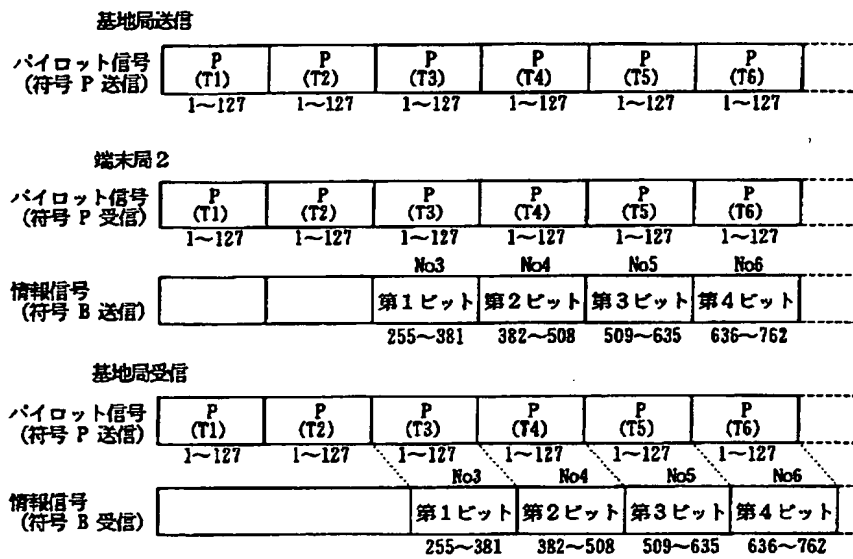 基地局送信
パイロット信号
(符号 P 送信)
P P P P P P
(T1) (T2) (T3) (T4) (T5) (T6)
1〜127 1〜127 1〜127 1〜127 1〜127 1〜127
端末局2
パイロット信号
(符号 P 受信)
P P P P P P
(T1) (T2) (T3) (T4) (T5) (T6)
1〜127 1〜127 1〜127 1〜127 1〜127 1〜127
No3 No4 No5 No6
情報信号
(符号 B 送信)
第1ビット 第2ビット 第3ビット 第4ビット
255〜381 382〜508 509〜635 636〜762
基地局受信
パイロット信号
(符号 P 送信)
P P P P P P
(T1) (T2) (T3) (T4) (T5) (T6)
1〜127 1〜127 1〜127 1〜127 1〜127 1〜127
No3 No4 No5 No6
情報信号
(符号 B 受信)
第1ビット 第2ビット 第3ビット 第4ビット
255〜381 382〜508 509〜635 636〜762